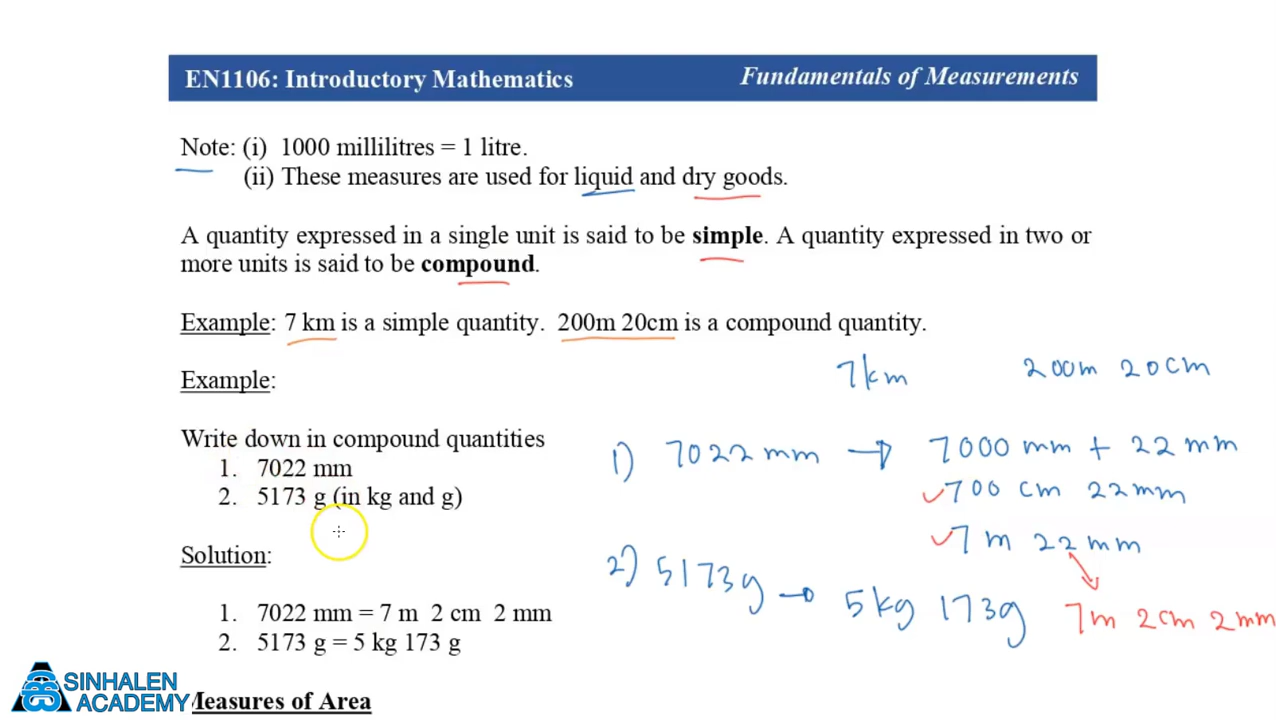 EN1106: Introductory Mathematics Fundamentals of Measurements
Note: (i) 1000 millilitres = 1 litre.
(ii) These measures are used for liquid and dry goods.
A quantity expressed in a single unit is said to be simple. A quantity expressed in two or
more units is said to be compound.
Example: 7 km is a simple quantity. 200m 20cm is a compound quantity.
7km 200m 20cm
Example:
Write down in compound quantities
1. 7022 mm
2. 5173 g (in kg and g)
1) 7022 mm → 7000 mm + 22 mm
✓700 cm 22mm
✓7 m 22mm
2) 5173g → 5kg 173g
7m 2cm 2mm
Solution:
1. 7022 mm = 7 m 2 cm 2 mm
2. 5173 g = 5 kg 173 g
SINHALEN
ACADEMY
Measures of Area